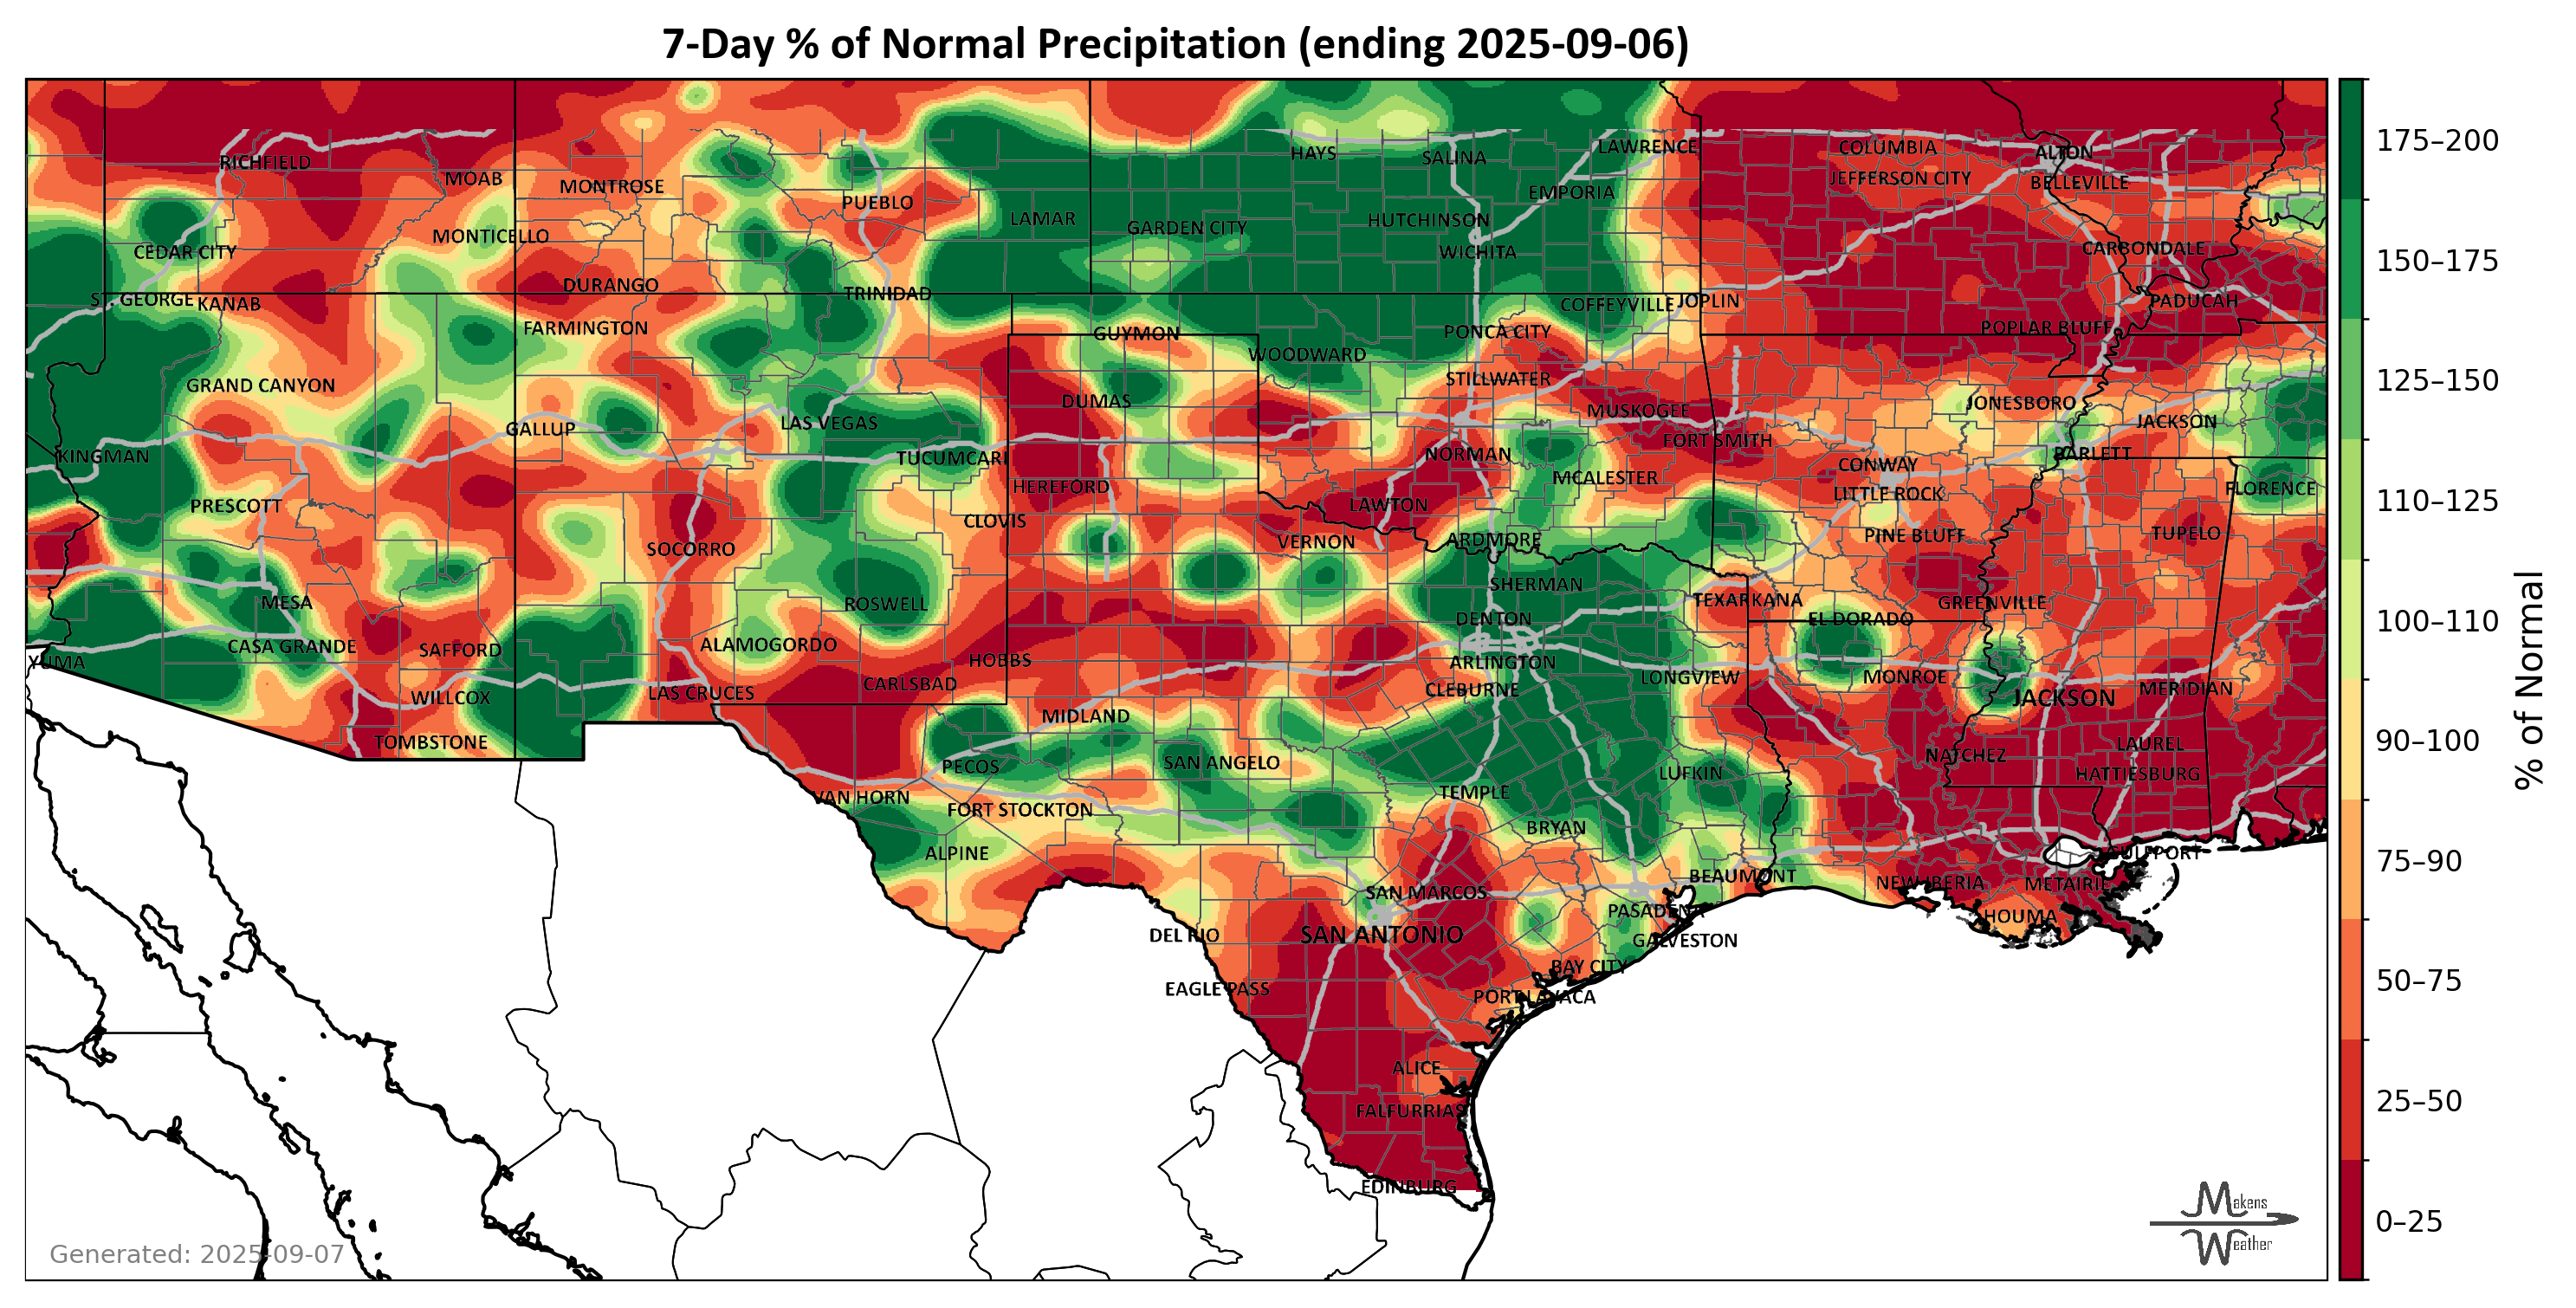 7-Day % of Normal Precipitation (ending 2025-09-06)
HAYS
SALINA
LAWRENCE
COLUMBIA
ALTON
RICHFIELD
MOAB
MONTROSE
JEFFERSON CITY
BELLEVILLE
PUEBLO
EMPORIA
LAMAR
GARDEN CITY
HUTCHINSON
MONTICELLO
CEDAR CITY
WICHITA
CARBONDALE
DURANGO
TRINIDAD
ST. GEORGE
KANAB
COFFEYVILLE
JOPLIN
PADUCAH
FARMINGTON
GUYMON
PONCA CITY
POPLAR BLUFF
WOODWARD
GRAND CANYON
STILLWATER
DUMAS
MUSKOGEE
JONESBORO
GALLUP
LAS VEGAS
JACKSON
FORT SMITH
KINGMAN
TUCUMCARI
NORMAN
BARLETT
CONWAY
HEREFORD
MCALESTER
LITTLE ROCK
FLORENCE
PRESCOTT
LAWTON
CLOVIS
PINE BLUFF
TUPELO
SOCORRO
VERNON
ARDMORE
SHERMAN
MESA
ROSWELL
TEXARKANA
GREENVILLE
DENTON
EL DORADO
CASA GRANDE
SAFFORD
ALAMOGORDO
YUMA
HOBBS
ARLINGTON
LONGVIEW
MONROE
CARLSBAD
WILLCOX
LAS CRUCES
CLEBURNE
JACKSON
MERIDIAN
MIDLAND
TOMBSTONE
NATCHEZ
LAUREL
PECOS
SAN ANGELO
LUFKIN
HATTIESBURG
VAN HORN
FORT STOCKTON
TEMPLE
BRYAN
ALPINE
GULFPORT
BEAUMONT
NEW IBERIA
METAIRIE
SAN MARCOS
PASADENA
HOUMA
DEL RIO
SAN ANTONIO
GALVESTON
BAY CITY
EAGLE PASS
PORT LAVACA
ALICE
FALFURRIAS
EDINBURG
Generated: 2025-09-07
Makens
Weather
175–200
150–175
125–150
110–125
100–110
90–100
75–90
50–75
25–50
0–25
% of Normal